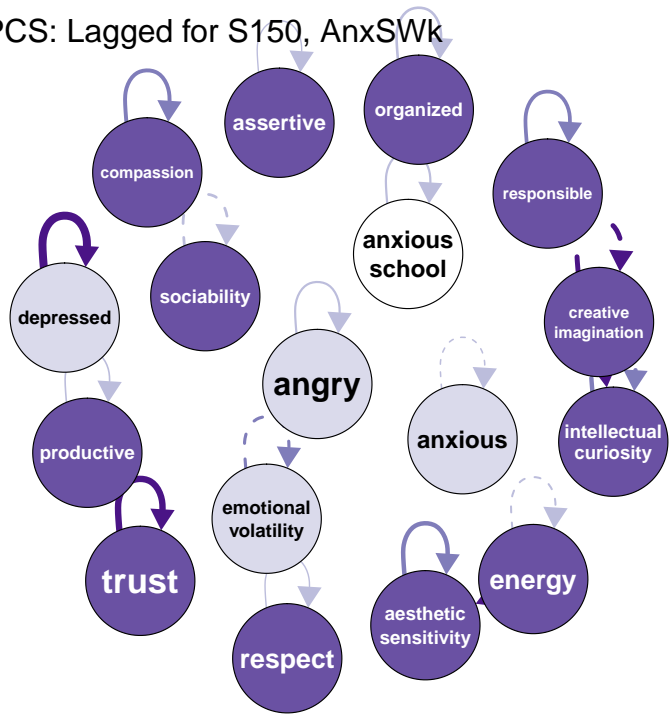 PCS: Lagged for S150, AnxSWk
assertive
organized
compassion
responsible
anxious
school
sociability
depressed
creative
imagination
angry
anxious
intellectual
curiosity
productive
emotional
volatility
trust
energy
aesthetic
sensitivity
respect